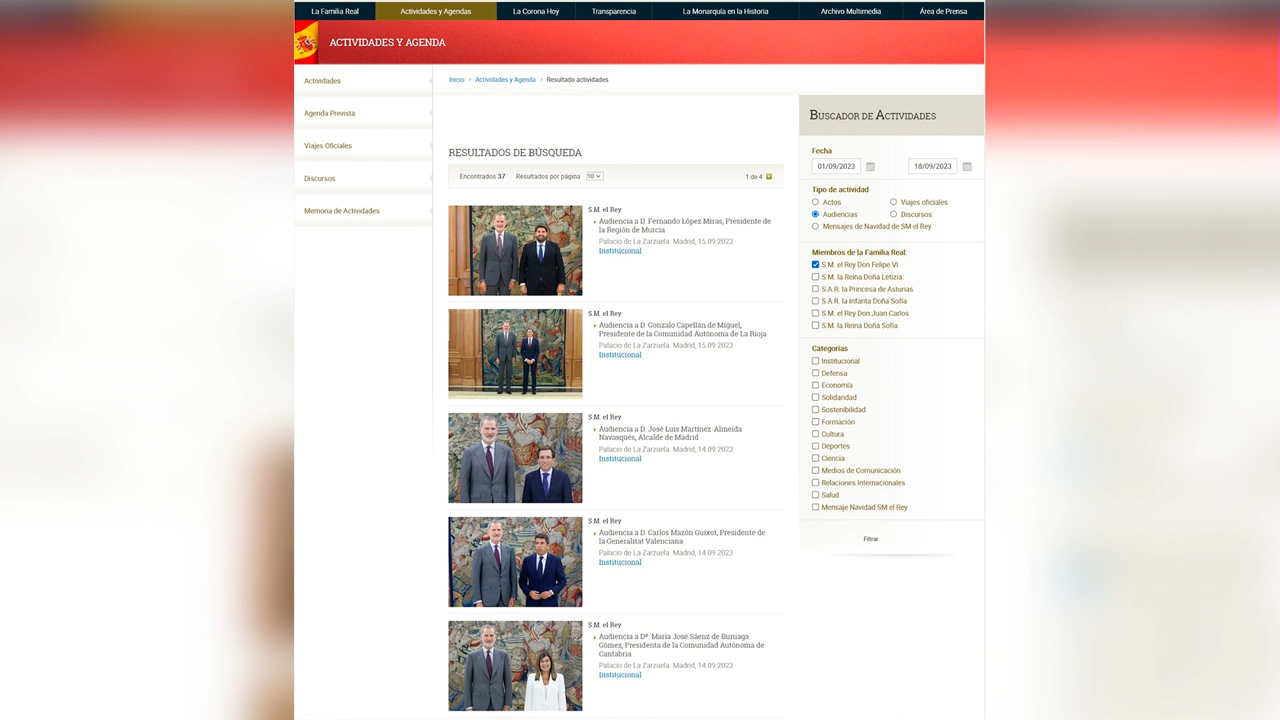 La Familia Real
Actividades y Agendas
La Corona Hoy
Transparencia
La Monarquía en la Historia
Archivo Multimedia
Área de Prensa
ACTIVIDADES Y AGENDA
Actividades
Agenda Prevista
Viajes Oficiales
Discursos
Memoria de Actividades
Inicio › Actividades y Agenda › Resultado actividades
RESULTADOS DE BÚSQUEDA
Encontrados 37 Resultados por página 10 1 de 4
S.M. el Rey
Audiencia a D. Fernando López Miras, Presidente de
la Región de Murcia
Palacio de La Zarzuela. Madrid, 15.09.2023
Institucional
S.M. el Rey
Audiencia a D. Gonzalo Capellán de Miguel,
Presidente de la Comunidad Autónoma de La Rioja
Palacio de La Zarzuela. Madrid, 15.09.2023
Institucional
S.M. el Rey
Audiencia a D. José Luis Martínez-Almeida
Navasqüés, Alcalde de Madrid
Palacio de La Zarzuela. Madrid, 14.09.2023
Institucional
S.M. el Rey
Audiencia a D. Carlos Mazón Guixot, Presidente de
la Generalitat Valenciana
Palacio de La Zarzuela. Madrid, 14.09.2023
Institucional
S.M. el Rey
Audiencia a Dª. María José Sáenz de Buruaga
Gómez, Presidenta de la Comunidad Autónoma de
Cantabria
Palacio de La Zarzuela. Madrid, 14.09.2023
Institucional
BUSCADOR DE ACTIVIDADES
Fecha
01/09/2023 18/09/2023
Tipo de actividad
Actos Viajes oficiales
Audiencias Discursos
Mensajes de Navidad de SM el Rey
Miembros de la Familia Real:
S.M. el Rey Don Felipe VI
S.M. la Reina Doña Letizia
S.A.R. la Princesa de Asturias
S.A.R. la Infanta Doña Sofía
S.M. el Rey Don Juan Carlos
S.M. la Reina Doña Sofía
Categorías
Institucional
Defensa
Economía
Solidaridad
Sostenibilidad
Formación
Cultura
Deportes
Ciencia
Medios de Comunicación
Relaciones Internacionales
Salud
Mensaje Navidad SM el Rey
Filtrar